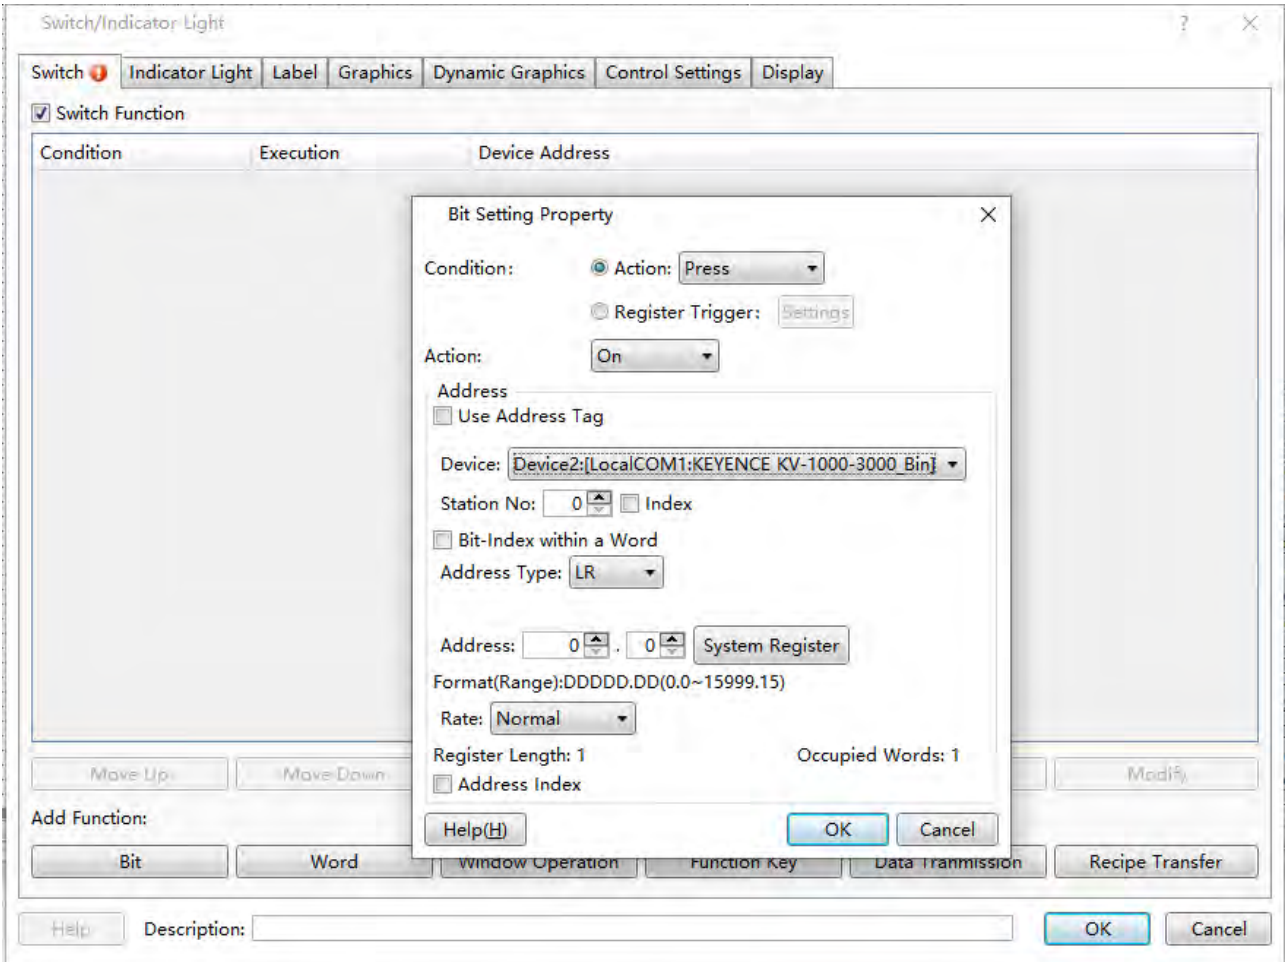 Switch/Indicator Light ?
Switch Indicator Light Label Graphics Dynamic Graphics Control Settings Display
Switch Function
Condition Execution Device Address
Bit Setting Property
Condition: Action: Press
Register Trigger: Settings
Action: On
Address
Use Address Tag
Device: Device2:[LocalCOM1:KEYENCE KV-1000-3000_Bin]
Station No: 0 Index
Bit-Index within a Word
Address Type: LR
Address: 0 . 0 System Register
Format(Range):DDDDD.DD(0.0~15999.15)
Rate: Normal
Register Length: 1 Occupied Words: 1
Address Index
Help(H) OK Cancel
Move Up Move Down Modify
Add Function:
Bit Word Window Operation Function Key Data Tranmission Recipe Transfer
Help Description: OK Cancel